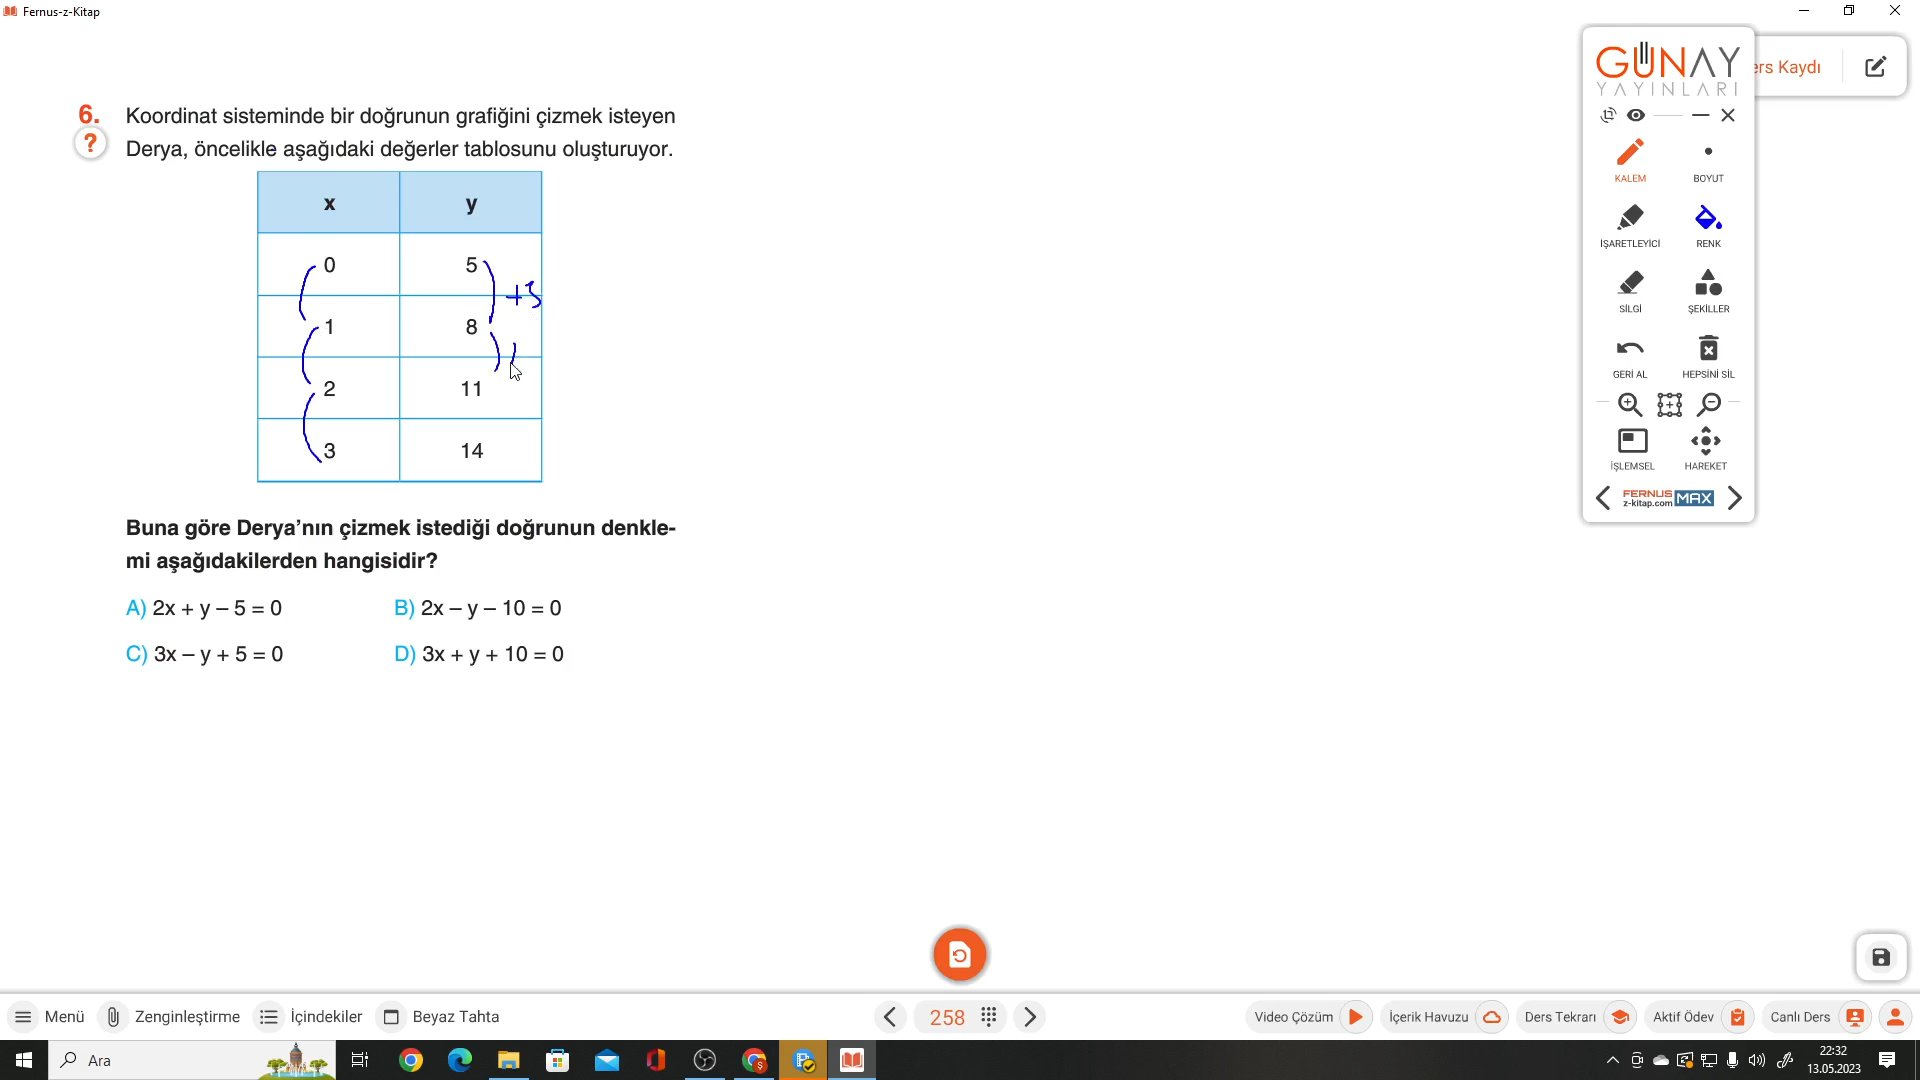 Fernus-z-Kitap
6.
?
Koordinat sisteminde bir doğrunun grafiğini çizmek isteyen
Derya, öncelikle aşağıdaki değerler tablosunu oluşturuyor.
x y
0 5
+3
1 8
2 11
3 14
Buna göre Derya’nın çizmek istediği doğrunun denkle-
mi aşağıdakilerden hangisidir?
A) 2x + y – 5 = 0 B) 2x – y – 10 = 0
C) 3x – y + 5 = 0 D) 3x + y + 10 = 0
GÜNAY
YAYINLARI
ers Kaydı
KALEM BOYUT
İŞARETLEYİCİ RENK
SİLGİ ŞEKİLLER
GERİ AL HEPSİNİ SİL
İŞLEMSEL HAREKET
FERNUS
z-kitap.com MAX
Menü Zenginleştirme İçindekiler Beyaz Tahta 258 Video Çözüm İçerik Havuzu Ders Tekrarı Aktif Ödev Canlı Ders
Ara
22:32
13.05.2023